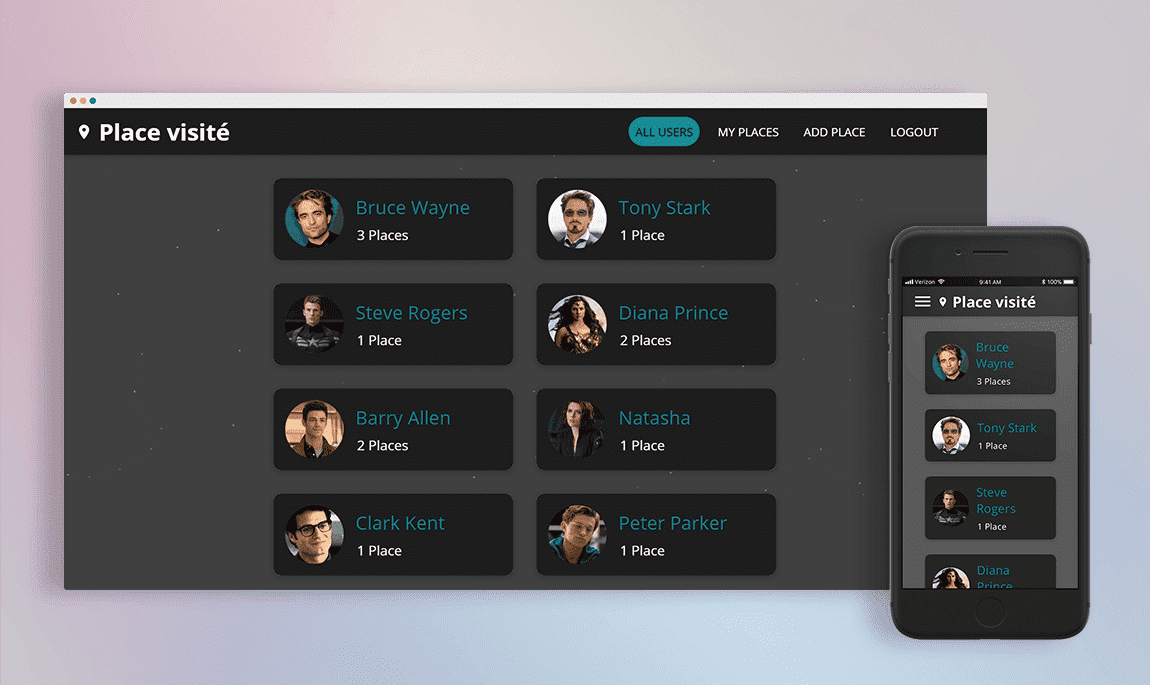 Place visité
ALL USERS MY PLACES ADD PLACE LOGOUT
Bruce Wayne
3 Places
Tony Stark
1 Place
Steve Rogers
1 Place
Diana Prince
2 Places
Barry Allen
2 Places
Natasha
1 Place
Clark Kent
1 Place
Peter Parker
1 Place
Verizon 9:41 AM 100%
Place visité
Bruce
Wayne
3 Places
Tony Stark
1 Place
Steve
Rogers
1 Place
Diana
Prince